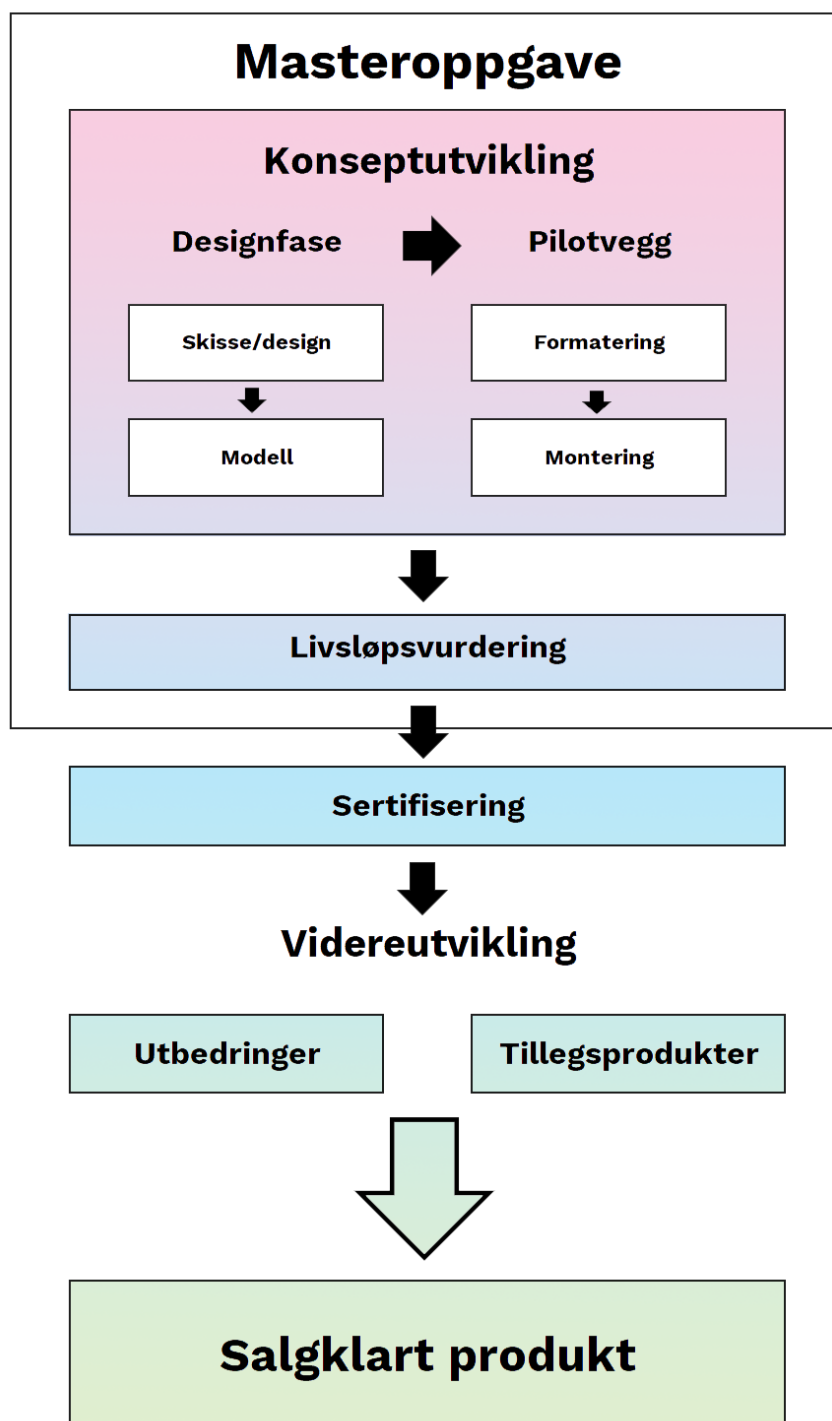 Masteroppgave
Konseptutvikling
Designfase
Pilotvegg
Skisse/design
Formatering
Modell
Montering
Livsløpsvurdering
Sertifisering
Videreutvikling
Utbedringer
Tillegsprodukter
Salgklart produkt